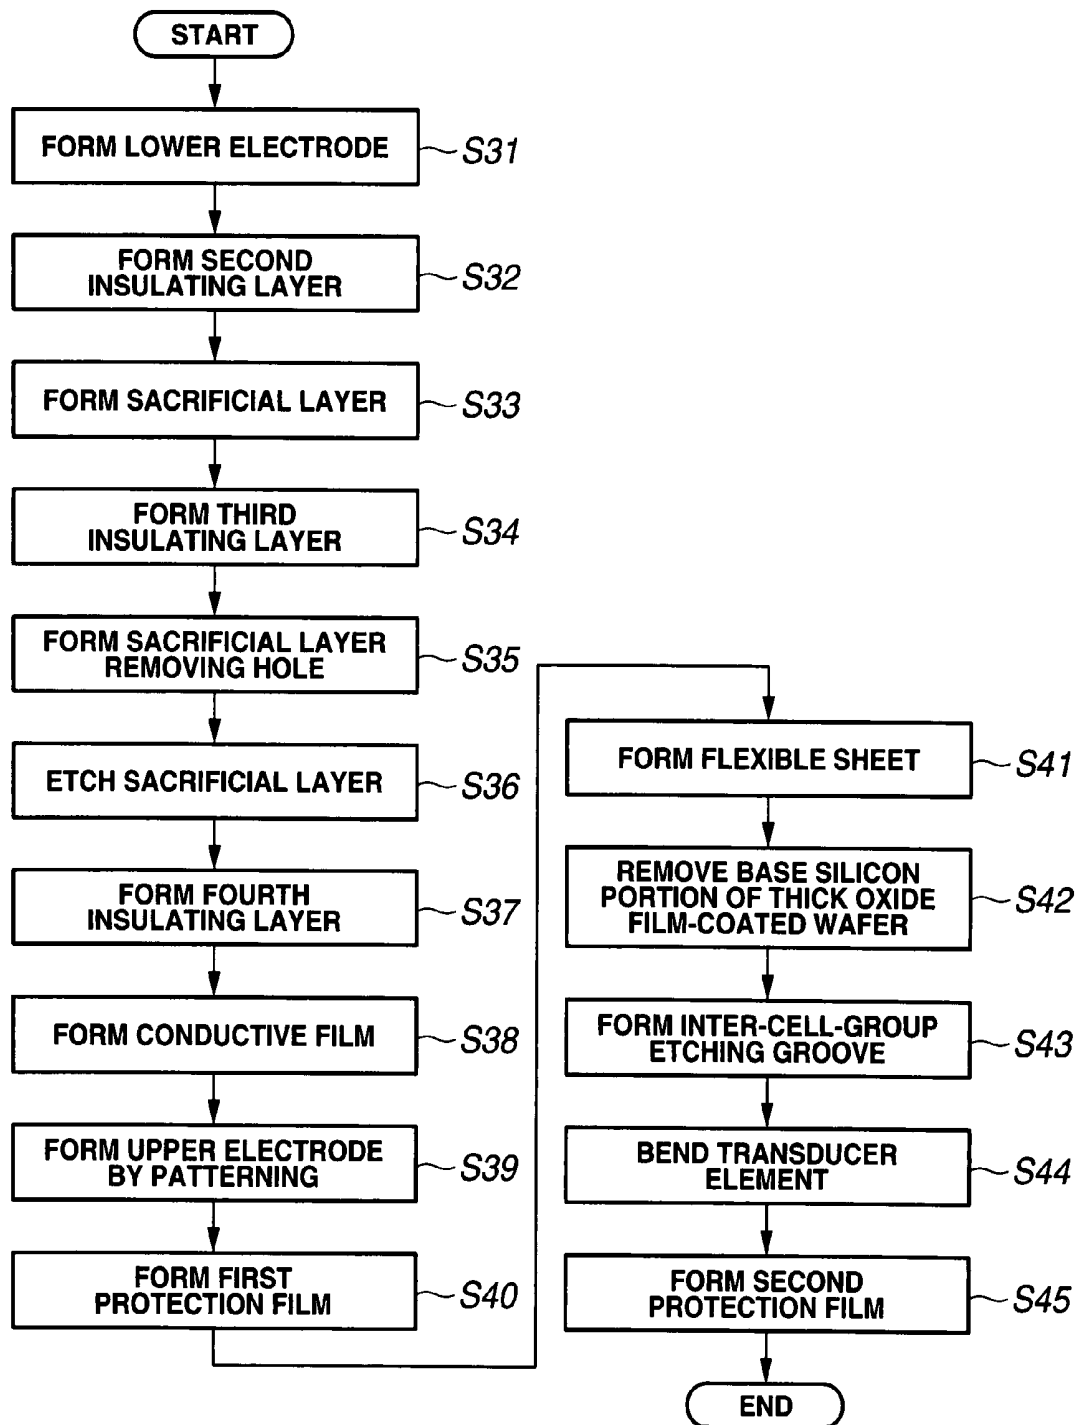 START
FORM LOWER ELECTRODE
S31
FORM SECOND
INSULATING LAYER
S32
FORM SACRIFICIAL LAYER
S33
FORM THIRD
INSULATING LAYER
S34
FORM SACRIFICIAL LAYER
REMOVING HOLE
S35
ETCH SACRIFICIAL LAYER
S36
FORM FOURTH
INSULATING LAYER
S37
FORM CONDUCTIVE FILM
S38
FORM UPPER ELECTRODE
BY PATTERNING
S39
FORM FIRST
PROTECTION FILM
S40
FORM FLEXIBLE SHEET
S41
REMOVE BASE SILICON
PORTION OF THICK OXIDE
FILM-COATED WAFER
S42
FORM INTER-CELL-GROUP
ETCHING GROOVE
S43
BEND TRANSDUCER
ELEMENT
S44
FORM SECOND
PROTECTION FILM
S45
END